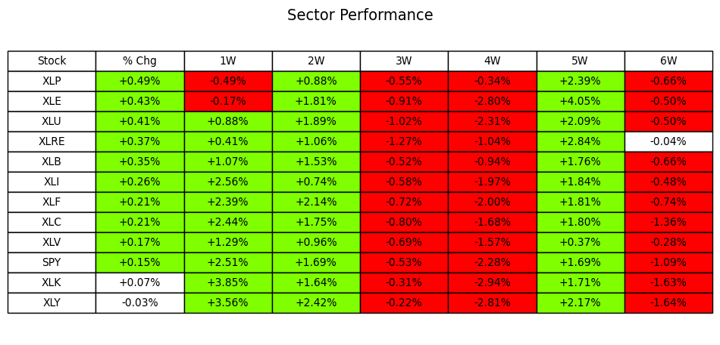 Sector Performance
Stock % Chg 1W 2W 3W 4W 5W 6W
XLP +0.49% -0.49% +0.88% -0.55% -0.34% +2.39% -0.66%
XLE +0.43% -0.17% +1.81% -0.91% -2.80% +4.05% -0.50%
XLU +0.41% +0.88% +1.89% -1.02% -2.31% +2.09% -0.50%
XLRE +0.37% +0.41% +1.06% -1.27% -1.04% +2.84% -0.04%
XLB +0.35% +1.07% +1.53% -0.52% -0.94% +1.76% -0.66%
XLI +0.26% +2.56% +0.74% -0.58% -1.97% +1.84% -0.48%
XLF +0.21% +2.39% +2.14% -0.72% -2.00% +1.81% -0.74%
XLC +0.21% +2.44% +1.75% -0.80% -1.68% +1.80% -1.36%
XLV +0.17% +1.29% +0.96% -0.69% -1.57% +0.37% -0.28%
SPY +0.15% +2.51% +1.69% -0.53% -2.28% +1.69% -1.09%
XLK +0.07% +3.85% +1.64% -0.31% -2.94% +1.71% -1.63%
XLY -0.03% +3.56% +2.42% -0.22% -2.81% +2.17% -1.64%